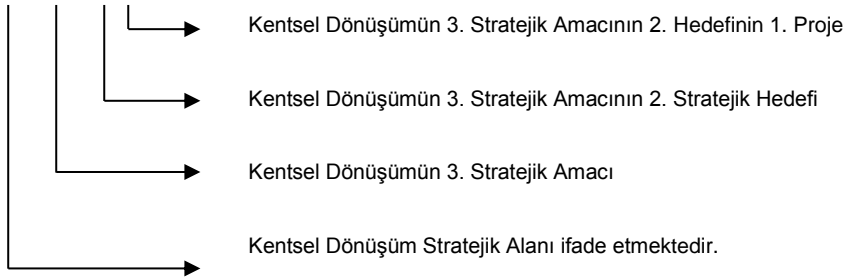 Kentsel Dönüşümün 3. Stratejik Amacının 2. Hedefinin 1. Proje
Kentsel Dönüşümün 3. Stratejik Amacının 2. Stratejik Hedefi
Kentsel Dönüşümün 3. Stratejik Amacı
Kentsel Dönüşüm Stratejik Alanı ifade etmektedir.